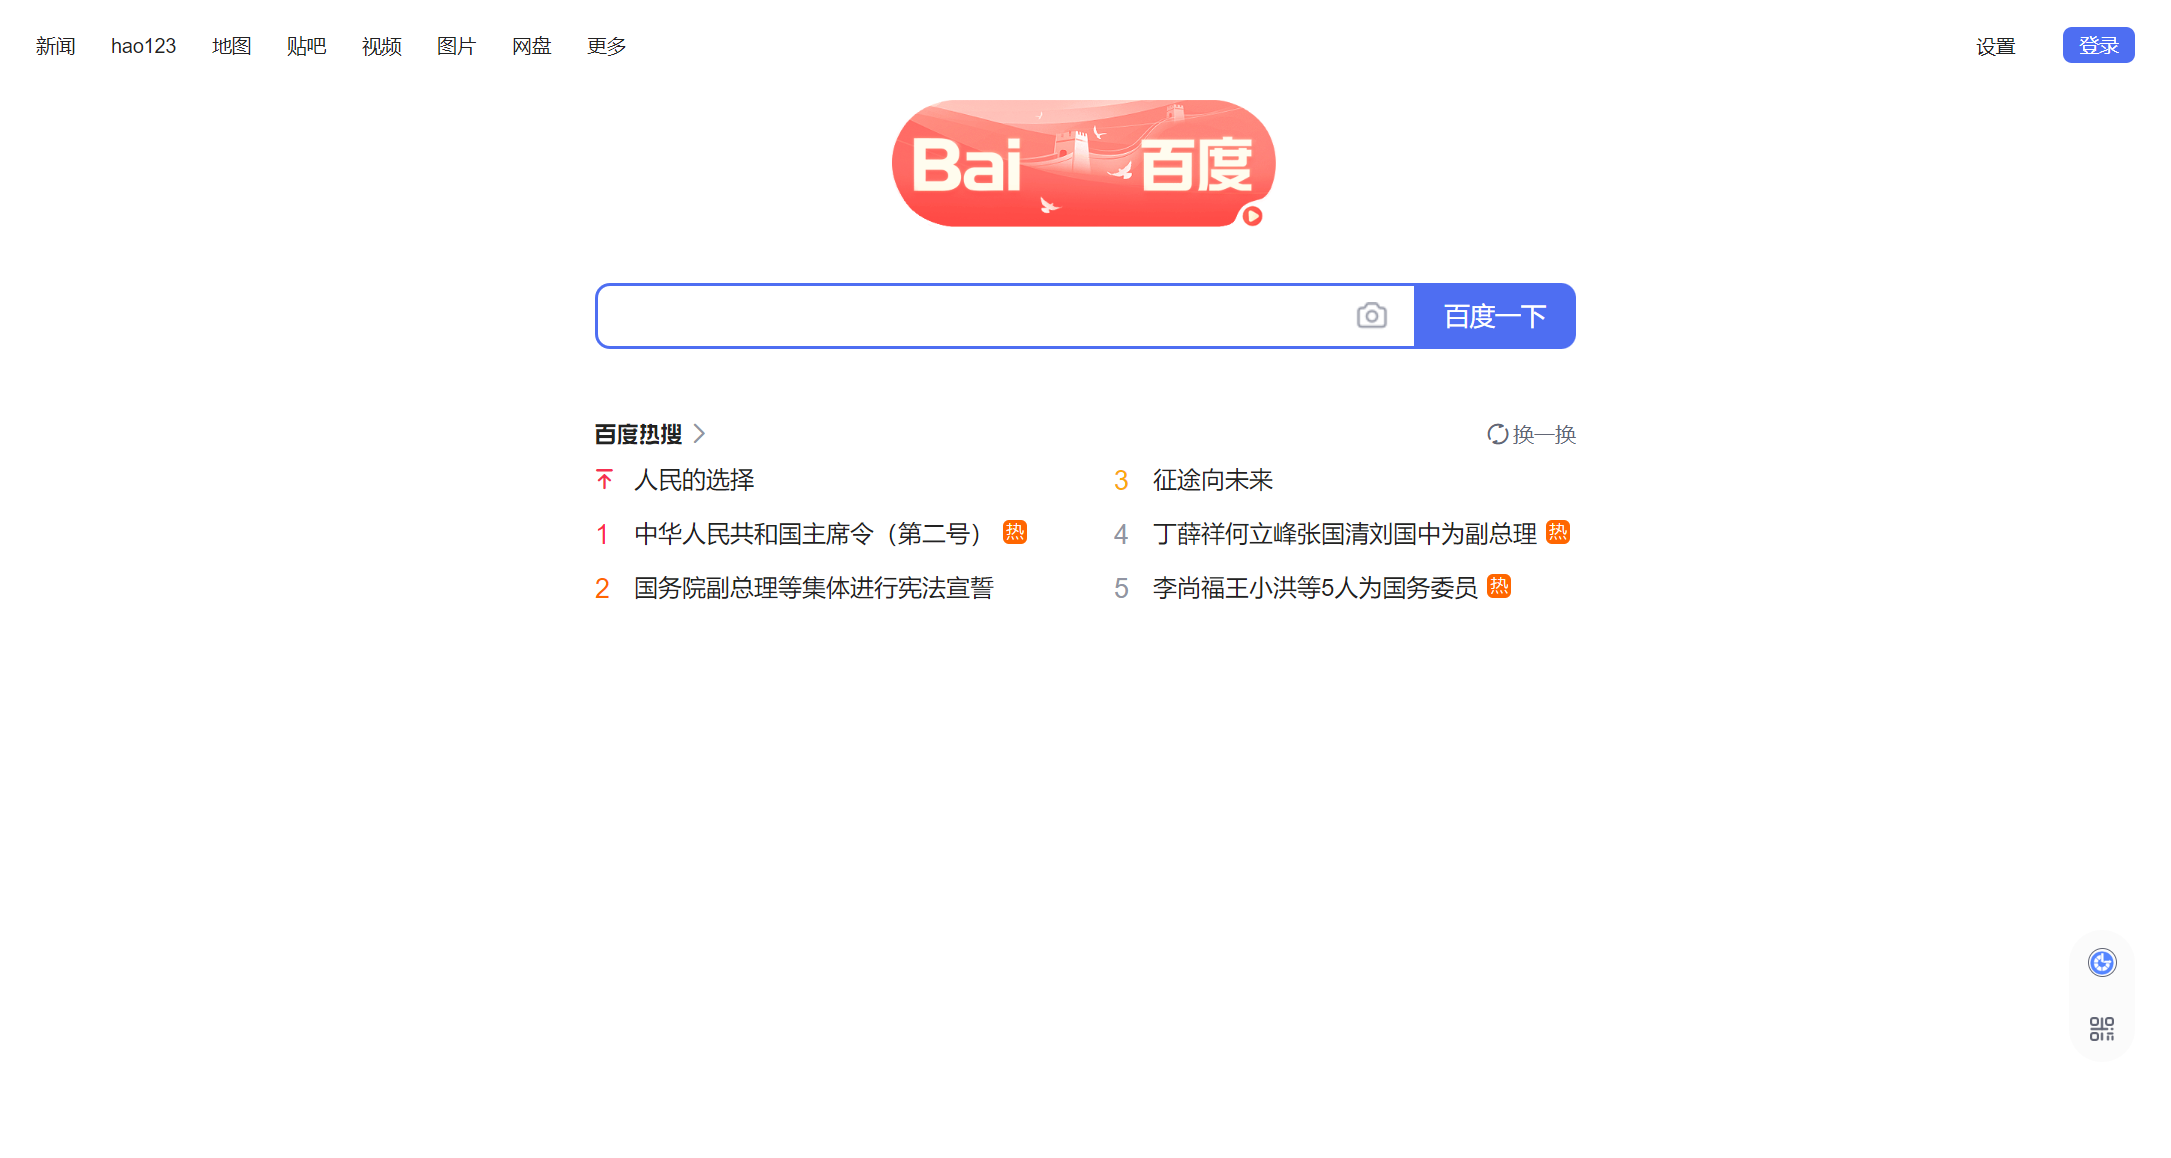 新闻 hao123 地图 贴吧 视频 图片 网盘 更多 设置 登录
Bai 百度
百度一下
百度热搜 换一换
人民的选择
1 中华人民共和国主席令（第二号） 热
2 国务院副总理等集体进行宪法宣誓
3 征途向未来
4 丁薛祥何立峰张国清刘国中为副总理 热
5 李尚福王小洪等5人为国务委员 热